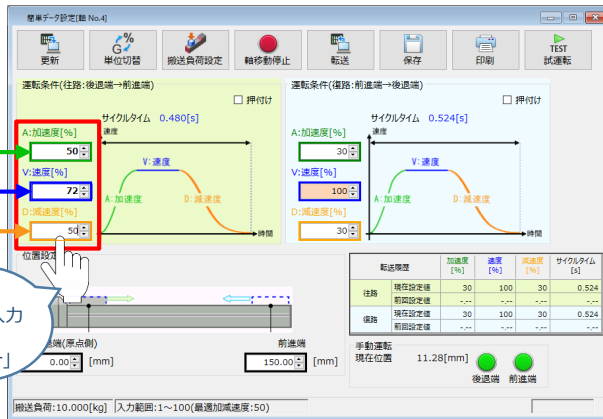 簡単データ設定[軸 No.4]
更新 単位切替 搬送負荷設定 軸移動停止 転送 保存 印刷 TEST 試運転
運転条件(往路:後退端→前進端)
押付け
サイクルタイム 0.480[s]
A:加速度[%]
50
V:速度[%]
72
D:減速度[%]
50
速度
V:速度
A:加速度
D:減速度
時間
運転条件(復路:前進端→後退端)
押付け
サイクルタイム 0.524[s]
A:加速度[%]
30
V:速度[%]
100
D:減速度[%]
30
速度
V:速度
A:加速度
D:減速度
時間
位置設定
入力
退端(原点側)
0.00 [mm]
前進端
150.00 [mm]
転送履歴 加速度[%] 速度[%] 減速度[%] サイクルタイム[s]
往路 現在設定値 30 100 30 0.524
前回設定値 -.-- -.-- -.-- -.--
復路 現在設定値 30 100 30 0.524
前回設定値 -.-- -.-- -.-- -.--
手動運転
現在位置 11.28[mm]
後退端 前進端
搬送負荷:10.000[kg] 入力範囲:1～100(最適加減速度:50)